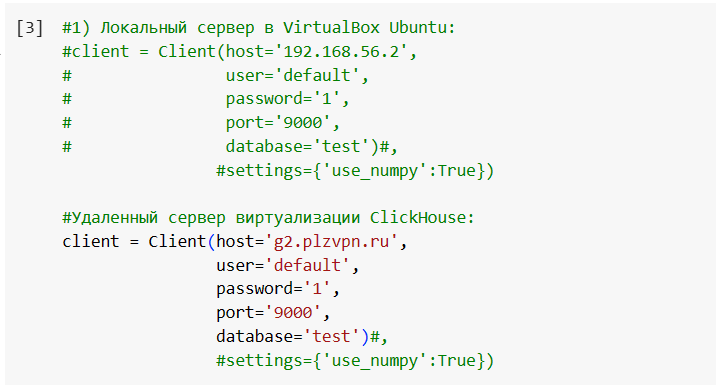 [3] #1) Локальный сервер в VirtualBox Ubuntu:
#client = Client(host='192.168.56.2',
#                user='default',
#                password='1',
#                port='9000',
#                database='test')#,
                #settings={'use_numpy':True})

#Удаленный сервер виртуализации ClickHouse:
client = Client(host='g2.plzvpn.ru',
                user='default',
                password='1',
                port='9000',
                database='test')#,
                #settings={'use_numpy':True})